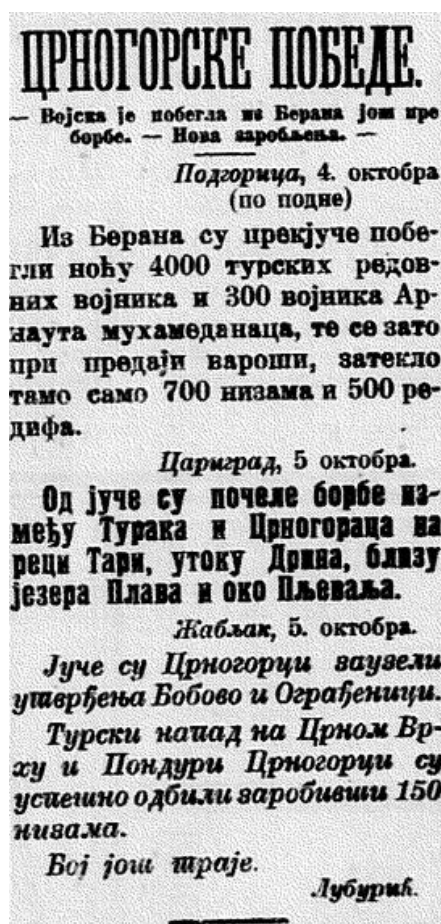 ЦРНОГОРСКЕ ПОБЕДЕ.
— Војска је побегла из Берана још пре
борбе. — Нова заробљења. —
Подгорица, 4. октобра
(по подне)
Из Берана су прекјуче побе-
гли ноћу 4000 турских редов-
них војника и 300 војника Ар-
наута мухамеданаца, те се зато
при предаји вароши, затекло
тамо само 700 низама и 500 ре-
дифа.
Цариград, 5 октобра.
Од јуче су почеле борбе из-
међу Турака и Црногораца на
реци Тари, утоку Дрина, близу
језера Плава и око Пљеваља.
Жабљак, 5. октобра.
Јуче су Црногорци заузели
утврђења Бобово и Ограђеници.
Турски напад на Црном Вр-
ху и Пондури Црногорци су
успешно одбили заробивши 150
низама.
Бој још траје.
Лубурић.